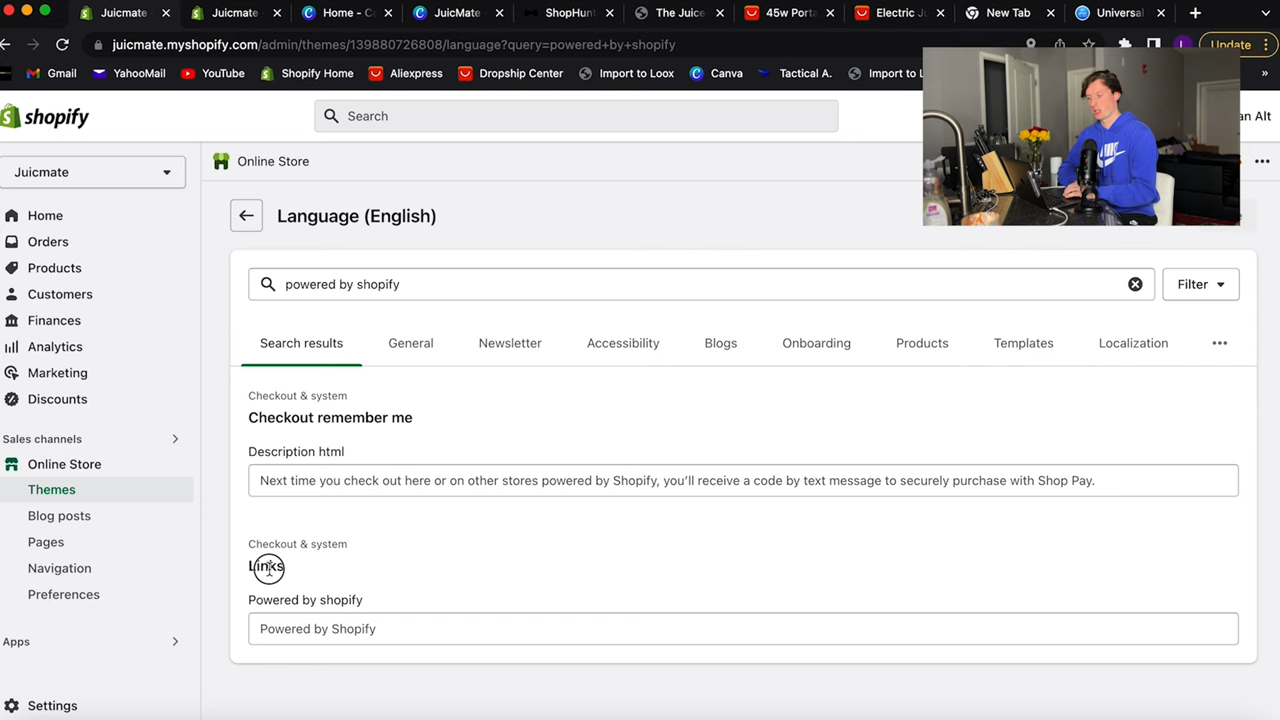 Juicmate
Juicmate
Home - C
JuicMate -
ShopHunt
The Juice
45w Porta
Electric Ju
New Tab
Universal
juicmate.myshopify.com/admin/themes/139880726808/language?query=powered+by+shopify
Update
Gmail
YahooMail
YouTube
Shopify Home
Aliexpress
Dropship Center
Import to Loox
Canva
Tactical A.
Import to L
»
shopify
Search
an Alt
Juicmate
Online Store
Home
Orders
Products
Customers
Finances
Analytics
Marketing
Discounts
Sales channels
Online Store
Themes
Blog posts
Pages
Navigation
Preferences
Apps
Settings
Language (English)
powered by shopify
Filter
Search results
General
Newsletter
Accessibility
Blogs
Onboarding
Products
Templates
Localization
Checkout & system
Checkout remember me
Description html
Next time you check out here or on other stores powered by Shopify, you’ll receive a code by text message to securely purchase with Shop Pay.
Checkout & system
Links
Powered by shopify
Powered by Shopify